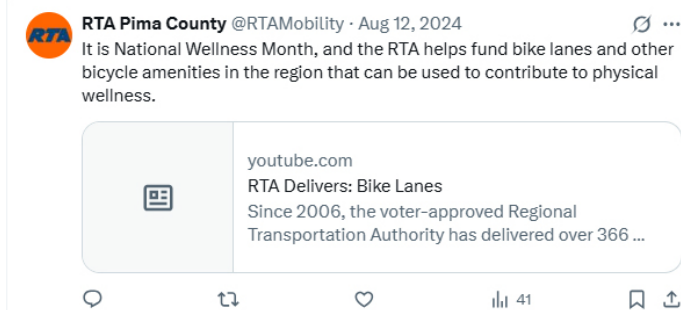 RTA
RTA Pima County @RTAMobility · Aug 12, 2024
It is National Wellness Month, and the RTA helps fund bike lanes and other
bicycle amenities in the region that can be used to contribute to physical
wellness.
youtube.com
RTA Delivers: Bike Lanes
Since 2006, the voter-approved Regional
Transportation Authority has delivered over 366 ...
41